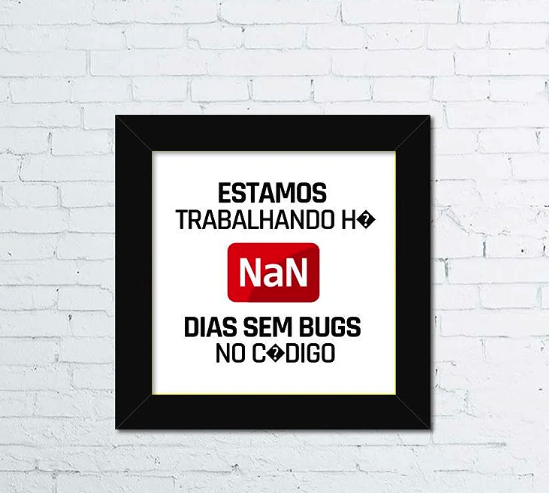 ESTAMOS
TRABALHANDO H�
NaN
DIAS SEM BUGS
NO C�DIGO